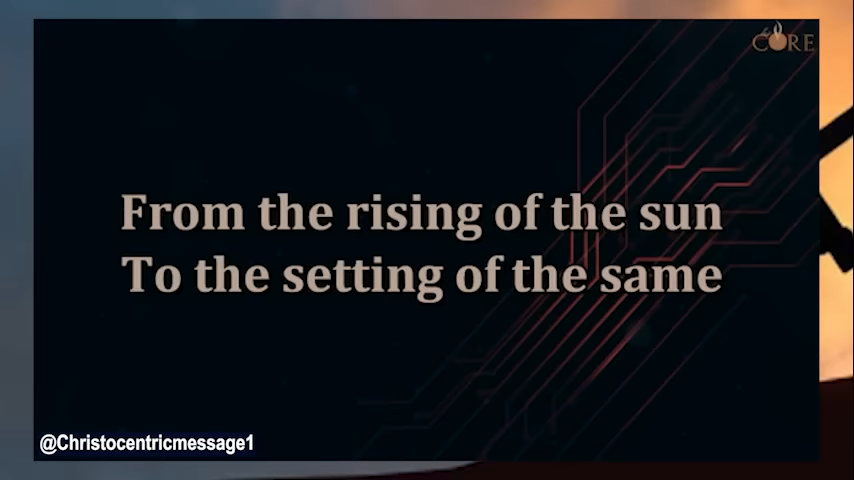 CORE
From the rising of the sun
To the setting of the same
@Christocentricmessage1